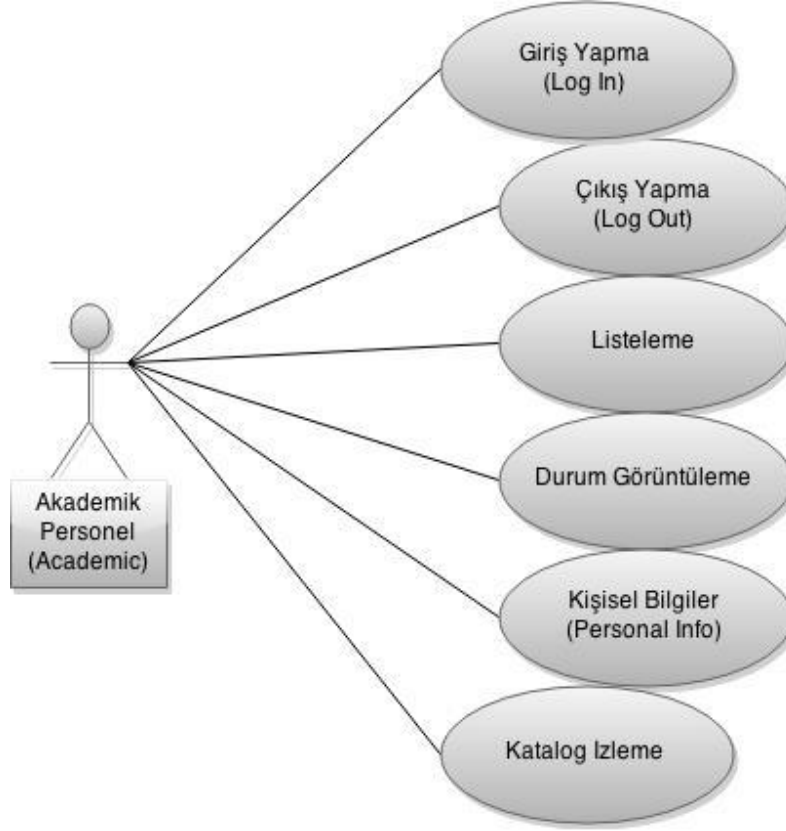 Giriş Yapma
(Log In)
Çıkış Yapma
(Log Out)
Listeleme
Durum Görüntüleme
Kişisel Bilgiler
(Personal Info)
Katalog Izleme
Akademik
Personel
(Academic)